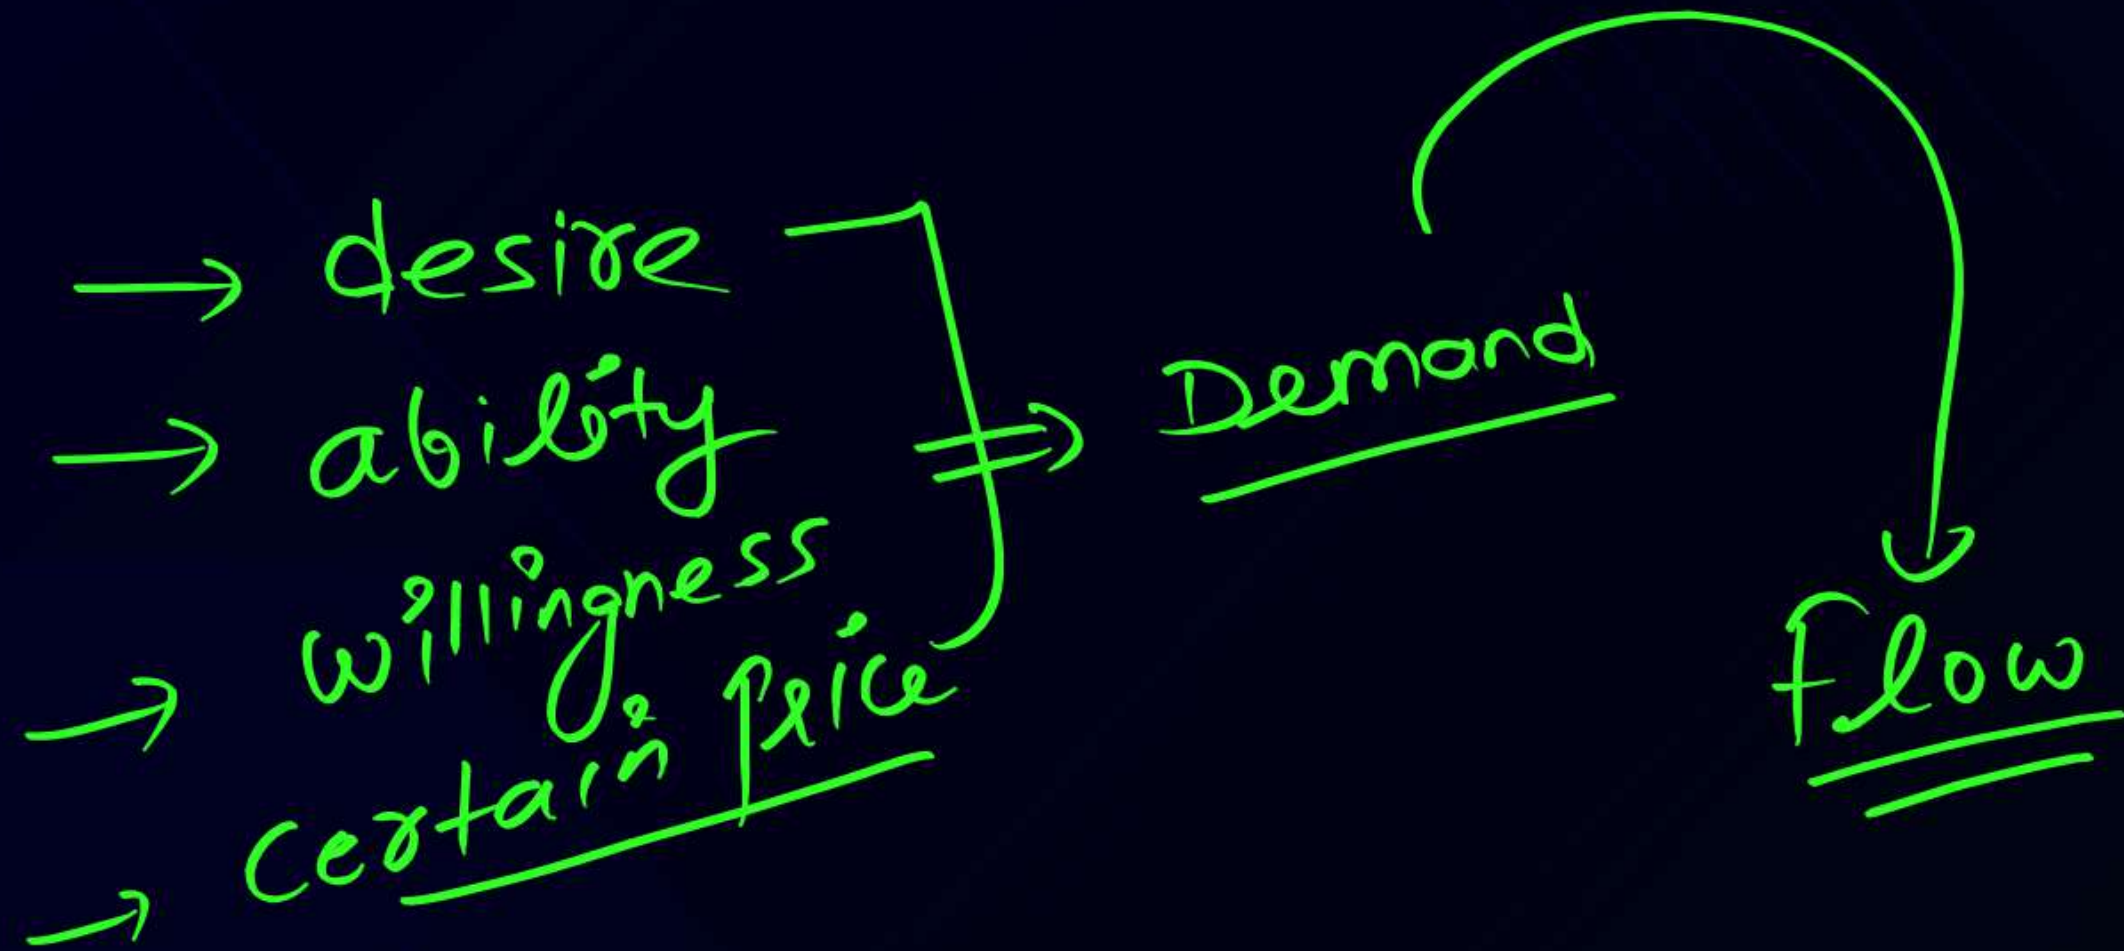 → desire
→ ability
→ willingness
→ certain price
⇒ Demand
Flow